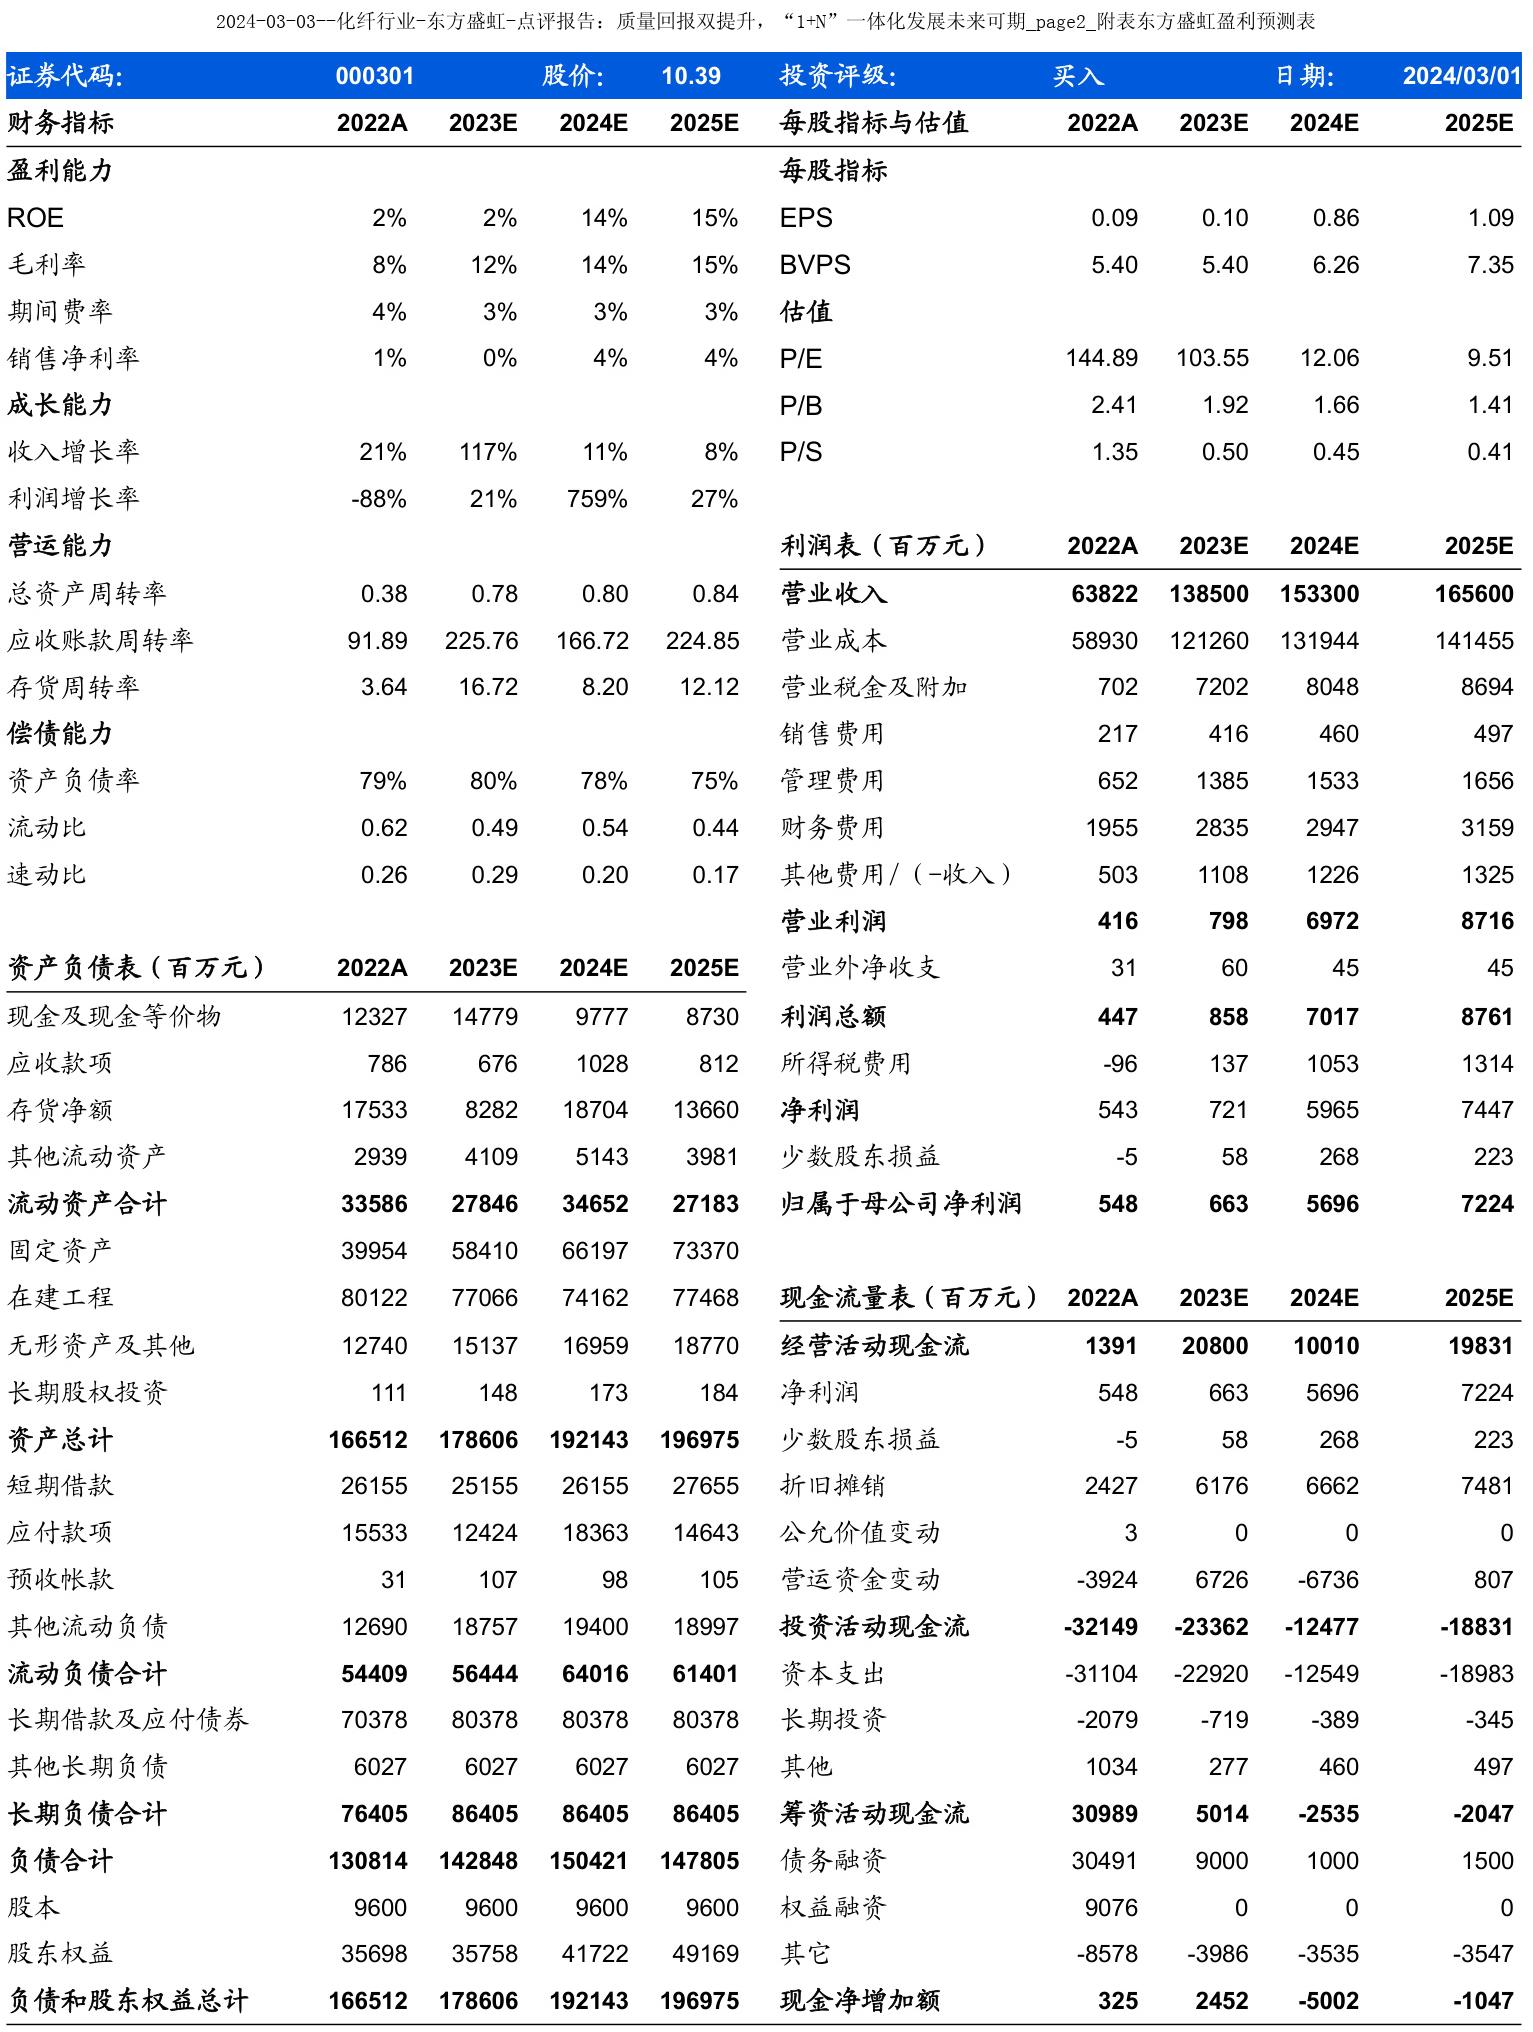 2024-03-03--化纤行业-东方盛虹-点评报告：质量回报双提升，“1+N”一体化发展未来可期_page2_附表东方盛虹盈利预测表
证券代码： 000301 股价： 10.39 投资评级： 买入 日期： 2024/03/01
财务指标 2022A 2023E 2024E 2025E 每股指标与估值 2022A 2023E 2024E 2025E
盈利能力 每股指标
ROE 2% 2% 14% 15% EPS 0.09 0.10 0.86 1.09
毛利率 8% 12% 14% 15% BVPS 5.40 5.40 6.26 7.35
期间费率 4% 3% 3% 3% 估值
销售净利率 1% 0% 4% 4% P/E 144.89 103.55 12.06 9.51
成长能力 P/B 2.41 1.92 1.66 1.41
收入增长率 21% 117% 11% 8% P/S 1.35 0.50 0.45 0.41
利润增长率 -88% 21% 759% 27%
营运能力 利润表（百万元） 2022A 2023E 2024E 2025E
总资产周转率 0.38 0.78 0.80 0.84 营业收入 63822 138500 153300 165600
应收账款周转率 91.89 225.76 166.72 224.85 营业成本 58930 121260 131944 141455
存货周转率 3.64 16.72 8.20 12.12 营业税金及附加 702 7202 8048 8694
偿债能力 销售费用 217 416 460 497
资产负债率 79% 80% 78% 75% 管理费用 652 1385 1533 1656
流动比 0.62 0.49 0.54 0.44 财务费用 1955 2835 2947 3159
速动比 0.26 0.29 0.20 0.17 其他费用/（-收入） 503 1108 1226 1325
营业利润 416 798 6972 8716
资产负债表（百万元） 2022A 2023E 2024E 2025E 营业外净收支 31 60 45 45
现金及现金等价物 12327 14779 9777 8730 利润总额 447 858 7017 8761
应收款项 786 676 1028 812 所得税费用 -96 137 1053 1314
存货净额 17533 8282 18704 13660 净利润 543 721 5965 7447
其他流动资产 2939 4109 5143 3981 少数股东损益 -5 58 268 223
流动资产合计 33586 27846 34652 27183 归属于母公司净利润 548 663 5696 7224
固定资产 39954 58410 66197 73370
在建工程 80122 77066 74162 77468 现金流量表（百万元） 2022A 2023E 2024E 2025E
无形资产及其他 12740 15137 16959 18770 经营活动现金流 1391 20800 10010 19831
长期股权投资 111 148 173 184 净利润 548 663 5696 7224
资产总计 166512 178606 192143 196975 少数股东损益 -5 58 268 223
短期借款 26155 25155 26155 27655 折旧摊销 2427 6176 6662 7481
应付款项 15533 12424 18363 14643 公允价值变动 3 0 0 0
预收帐款 31 107 98 105 营运资金变动 -3924 6726 -6736 807
其他流动负债 12690 18757 19400 18997 投资活动现金流 -32149 -23362 -12477 -18831
流动负债合计 54409 56444 64016 61401 资本支出 -31104 -22920 -12549 -18983
长期借款及应付债券 70378 80378 80378 80378 长期投资 -2079 -719 -389 -345
其他长期负债 6027 6027 6027 6027 其他 1034 277 460 497
长期负债合计 76405 86405 86405 86405 筹资活动现金流 30989 5014 -2535 -2047
负债合计 130814 142848 150421 147805 债务融资 30491 9000 1000 1500
股本 9600 9600 9600 9600 权益融资 9076 0 0 0
股东权益 35698 35758 41722 49169 其它 -8578 -3986 -3535 -3547
负债和股东权益总计 166512 178606 192143 196975 现金净增加额 325 2452 -5002 -1047